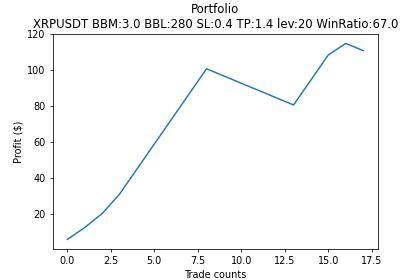 Portfolio
XRPUSDT BBM:3.0 BBL:280 SL:0.4 TP:1.4 lev:20 WinRatio:67.0
120
100
80
60
40
20
Profit ($)
0.0 2.5 5.0 7.5 10.0 12.5 15.0 17.5
Trade counts